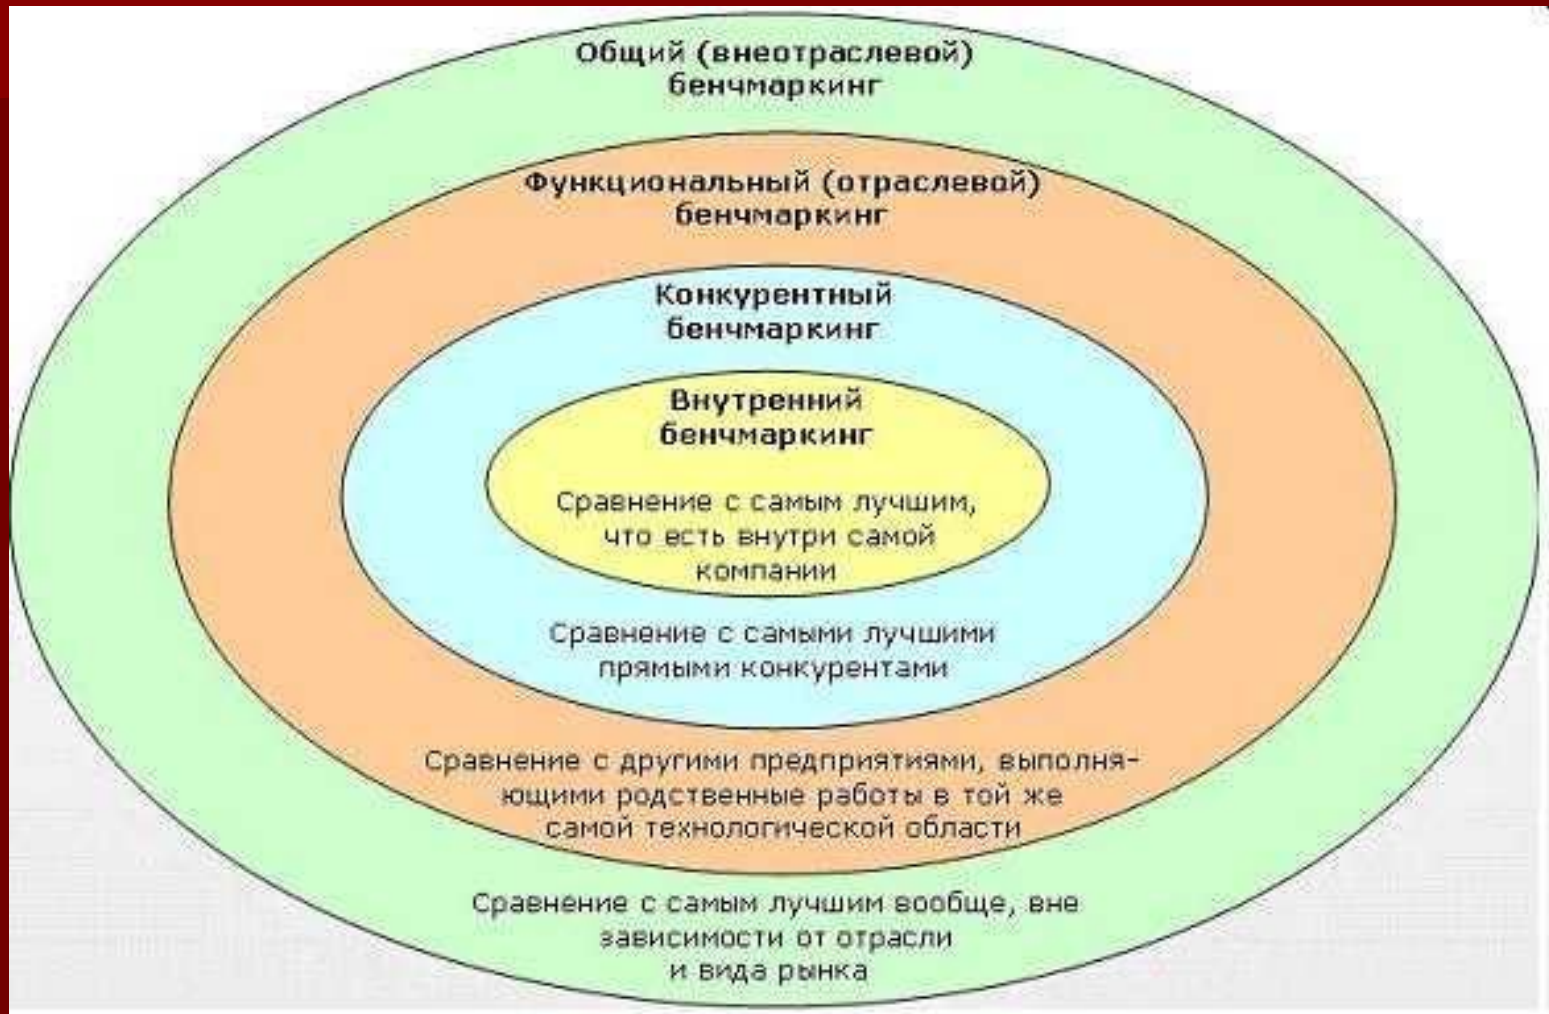 Общий (внеотраслевой)
бенчмаркинг
Функциональный (отраслевой)
бенчмаркинг
Конкурентный
бенчмаркинг
Внутренний
бенчмаркинг
Сравнение с самым лучшим,
что есть внутри самой
компании
Сравнение с самыми лучшими
прямыми конкурентами
Сравнение с другими предприятиями, выполня-
ющими родственные работы в той же
самой технологической области
Сравнение с самым лучшим вообще, вне
зависимости от отрасли
и вида рынка